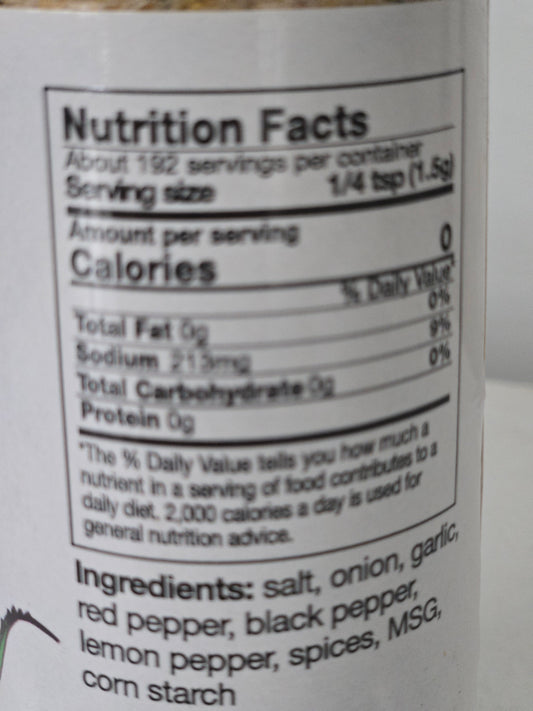 Nutrition Facts
About 192 servings per container
Serving size 1/4 tsp (1.5g)
Amount per serving
Calories 0
% Daily Value*
Total Fat 0g 0%
Sodium 213mg 9%
Total Carbohydrate 0g 0%
Protein 0g
*The % Daily Value tells you how much a
nutrient in a serving of food contributes to a
daily diet. 2,000 calories a day is used for
general nutrition advice.
Ingredients: salt, onion, garlic,
red pepper, black pepper,
lemon pepper, spices, MSG,
corn starch